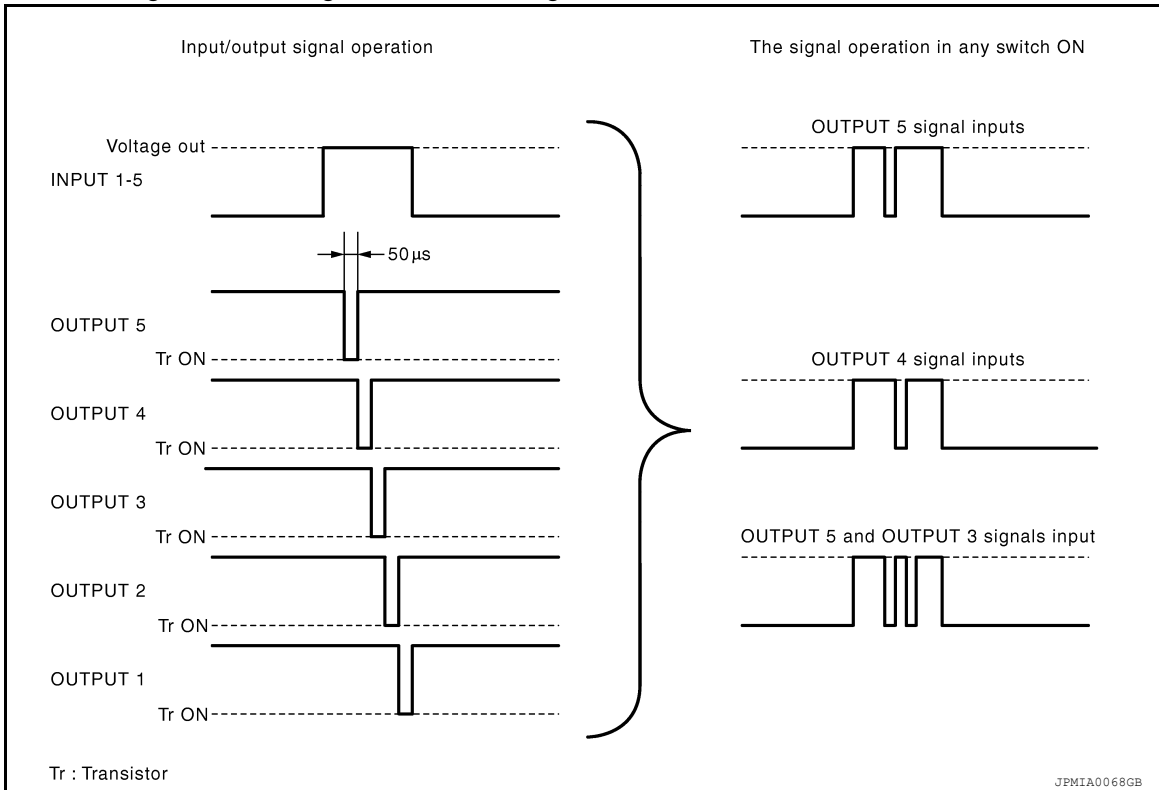 Input/output signal operation
The signal operation in any switch ON
Voltage out
INPUT 1-5
50 µs
OUTPUT 5
Tr ON
OUTPUT 4
Tr ON
OUTPUT 3
Tr ON
OUTPUT 2
Tr ON
OUTPUT 1
Tr ON
OUTPUT 5 signal inputs
OUTPUT 4 signal inputs
OUTPUT 5 and OUTPUT 3 signals input
Tr : Transistor
JPMIA0068GB